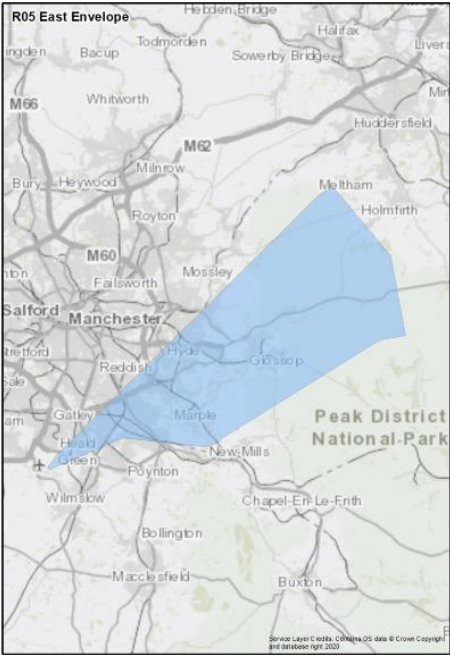 R05 East Envelope
Hebden Bridge
Todmorden
Halifax
Bacup
Sowerby Bridge
M66
Whitworth
Huddersfield
M62
Milnrow
Bury
Heywood
Meltham
Royton
Holmfirth
M60
Failsworth
Mossley
Salford
Manchester
Hyde
Reddish
Glossop
Gatley
Marple
Peak District
National Park
Heald
Green
New Mills
Poynton
Wilmslow
Chapel-En-Le-Frith
Bollington
Macclesfield
Buxton
Service Layer Credits: Contains OS data © Crown Copyright
and database right 2020